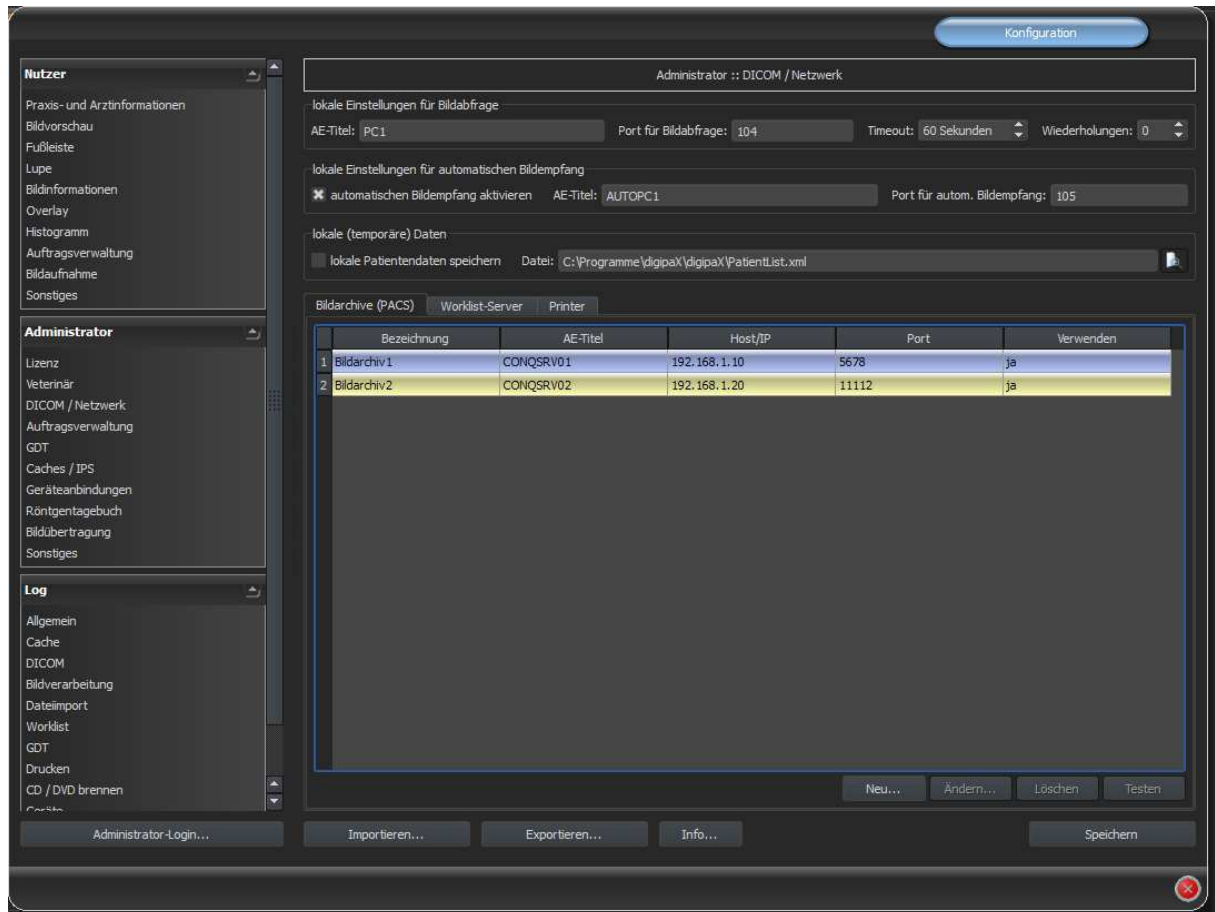 Konfiguration
Nutzer
Praxis- und Arztinformationen
Bildvorschau
Fußleiste
Lupe
Bildinformationen
Overlay
Histogramm
Auftragsverwaltung
Bildaufnahme
Sonstiges
Administrator
Lizenz
Veterinär
DICOM / Netzwerk
Auftragsverwaltung
GDT
Caches / IPS
Geräteanbindungen
Röntgentagebuch
Bildübertragung
Sonstiges
Log
Allgemein
Cache
DICOM
Bildverarbeitung
Dateiimport
Worklist
GDT
Drucken
CD / DVD brennen
Geräte
Administrator-Login...
Administrator :: DICOM / Netzwerk
lokale Einstellungen für Bildabfrage
AE-Titel: PC1 Port für Bildabfrage: 104 Timeout: 60 Sekunden Wiederholungen: 0
lokale Einstellungen für automatischen Bildempfang
automatischen Bildempfang aktivieren AE-Titel: AUTOPC1 Port für autom. Bildempfang: 105
lokale (temporäre) Daten
lokale Patientendaten speichern Datei: C:\Programme\digipaX\digipaX\PatientList.xml
Bildarchive (PACS) Worklist-Server Printer
Bezeichnung AE-Titel Host/IP Port Verwenden
1 Bildarchiv1 CONQSRV01 192.168.1.10 5678 ja
2 Bildarchiv2 CONQSRV02 192.168.1.20 11112 ja
Neu... Ändern... Löschen Testen
Importieren... Exportieren... Info... Speichern